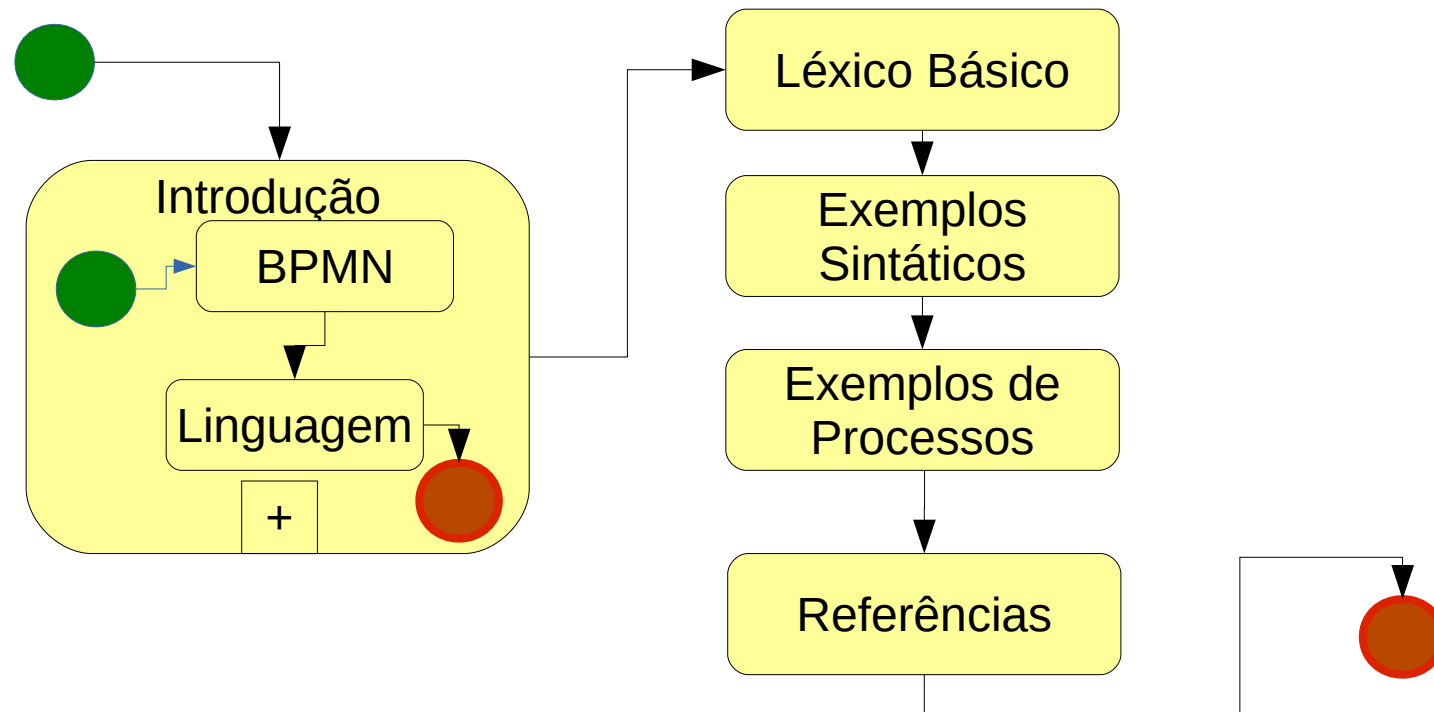 Introdução
BPMN
Linguagem
+
Léxico Básico
Exemplos
Sintáticos
Exemplos de
Processos
Referências